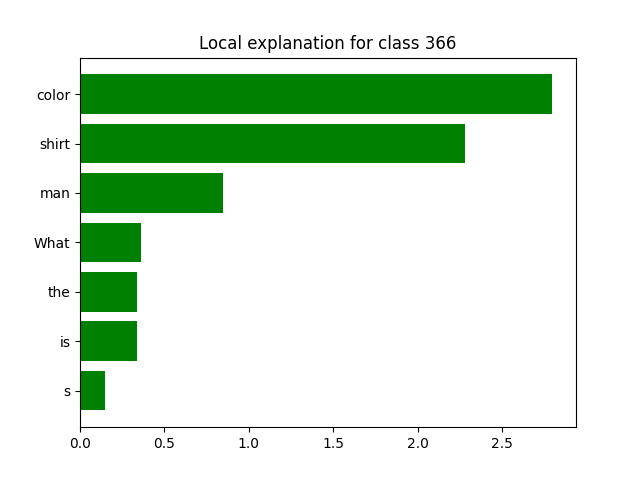 Local explanation for class 366
color
shirt
man
What
the
is
s
0.0 0.5 1.0 1.5 2.0 2.5